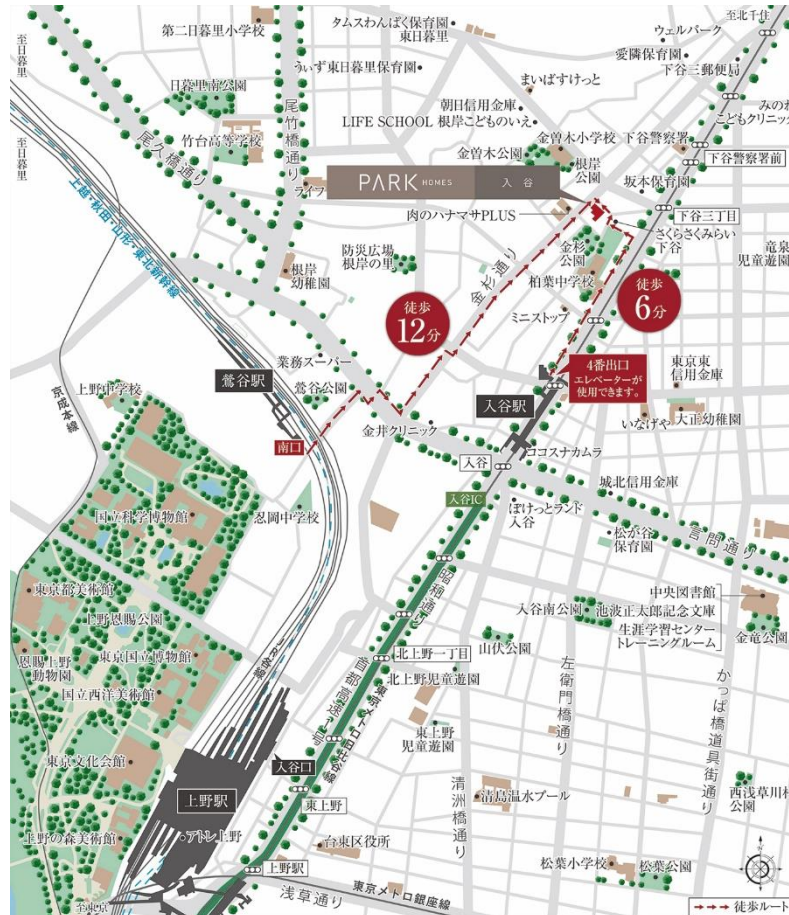 至北千住
第二日暮里小学校
タムスわんぱく保育園
東日暮里
ウェルパーク
愛隣保育園
下谷三郵便局
至日暮里
うぃず東日暮里保育園
まいばすけっと
日暮里南公園
尾竹橋通り
朝日信用金庫
LIFE SCHOOL 根岸こどものいえ
みのわ
こどもクリニック
至日暮里
竹台高等学校
尾久橋通り
金曽木小学校
下谷警察署
金曽木公園
根岸
公園
下谷警察署前
PARK HOMES 入谷
坂本保育園
ライフ
肉のハナマサPLUS
下谷三丁目
さくらさくみらい
下谷
上越・秋田・山形・東北新幹線
防災広場
根岸の里
金杉通り
金杉
公園
竜泉
児童遊園
根岸
幼稚園
柏葉中学校
徒歩
12分
徒歩
6分
ミニストップ
業務スーパー
4番出口
エレベーターが
使用できます。
東京東
信用金庫
鶯谷駅
上野中学校
鶯谷公園
京成本線
入谷駅
いなげや
大正幼稚園
金井クリニック
南口
ココスナカムラ
入谷
城北信用金庫
入谷IC
国立科学博物館
忍岡中学校
ぽけっとランド
入谷
松が谷
保育園
言問通り
昭和通り
東京都美術館
中央図書館
入谷南公園
池波正太郎記念文庫
上野恩賜公園
生涯学習センター
トレーニングルーム
金竜公園
山伏公園
恩賜上野
動物園
東京国立博物館
JR各線
北上野一丁目
北上野児童遊園
左衛門橋通り
国立西洋美術館
首都高速1号
東京メトロ日比谷線
かっぱ橋道具街通り
東上野
児童遊園
東京文化会館
入谷口
清洲橋通り
上野駅
東上野
清島温水プール
西浅草川村
公園
上野の森美術館
アトレ上野
台東区役所
松葉小学校
松葉公園
上野駅
浅草通り
東京メトロ銀座線
至東京
徒歩ルート